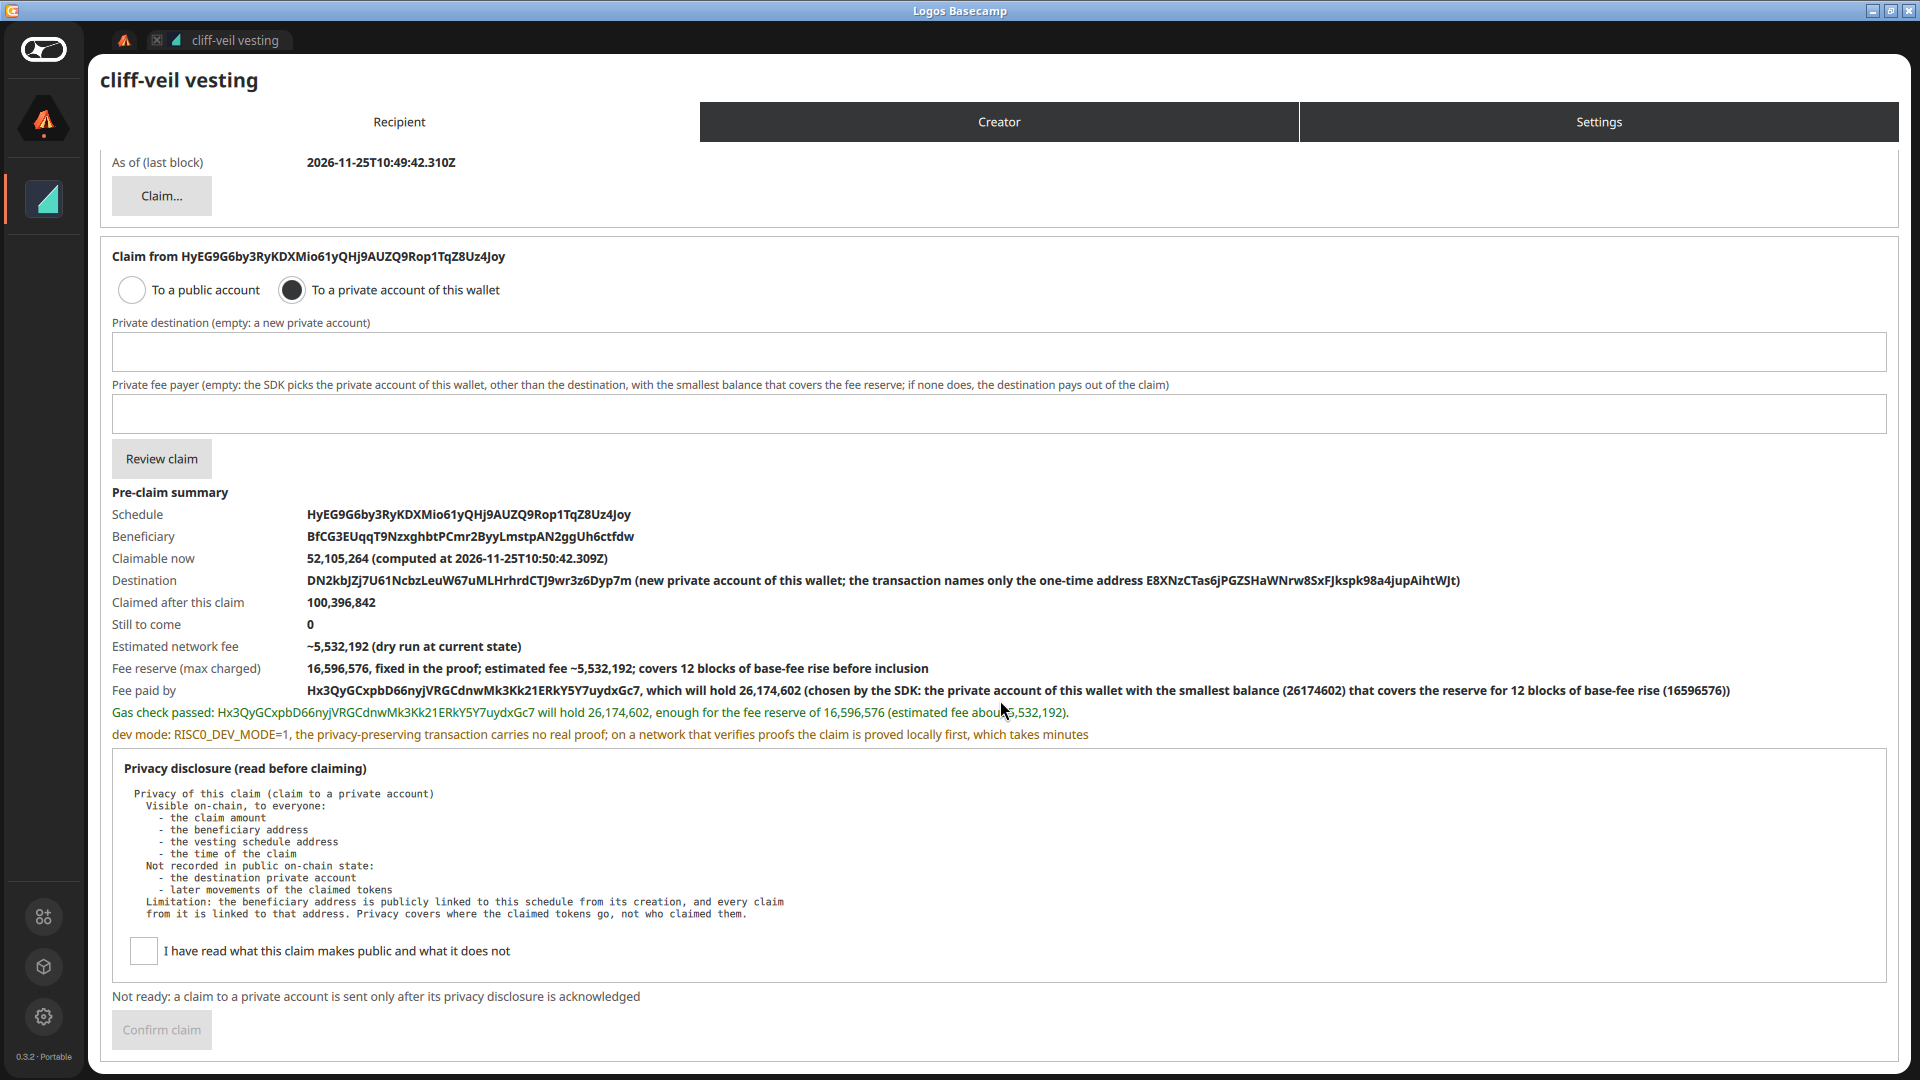 Logos Basecamp
cliff-veil vesting
cliff-veil vesting
Recipient
Creator
Settings
As of (last block) 2026-11-25T10:49:42.310Z
Claim...
Claim from HyEG9G6by3RyKDXMio61yQHj9AUZQ9Rop1TqZ8Uz4Joy
To a public account
To a private account of this wallet
Private destination (empty: a new private account)
Private fee payer (empty: the SDK picks the private account of this wallet, other than the destination, with the smallest balance that covers the fee reserve; if none does, the destination pays out of the claim)
Review claim
Pre-claim summary
Schedule HyEG9G6by3RyKDXMio61yQHj9AUZQ9Rop1TqZ8Uz4Joy
Beneficiary BfCG3EUqqT9NzxghbtPCmr2ByyLmstpAN2ggUh6ctfdw
Claimable now 52,105,264 (computed at 2026-11-25T10:50:42.309Z)
Destination DN2kbJZj7U61NcbzLeuW67uMLHrhrdCTJ9wr3z6Dyp7m (new private account of this wallet; the transaction names only the one-time address E8XNzCTas6jPGZSHaWNrw8SxFJkspk98a4jupAihtWJt)
Claimed after this claim 100,396,842
Still to come 0
Estimated network fee ~5,532,192 (dry run at current state)
Fee reserve (max charged) 16,596,576, fixed in the proof; estimated fee ~5,532,192; covers 12 blocks of base-fee rise before inclusion
Fee paid by Hx3QyGCxpbD66nyjVRGCdnwMk3Kk21ERkY5Y7uydxGc7, which will hold 26,174,602 (chosen by the SDK: the private account of this wallet with the smallest balance (26174602) that covers the reserve for 12 blocks of base-fee rise (16596576))
Gas check passed: Hx3QyGCxpbD66nyjVRGCdnwMk3Kk21ERkY5Y7uydxGc7 will hold 26,174,602, enough for the fee reserve of 16,596,576 (estimated fee about 5,532,192).
dev mode: RISC0_DEV_MODE=1, the privacy-preserving transaction carries no real proof; on a network that verifies proofs the claim is proved locally first, which takes minutes
Privacy disclosure (read before claiming)
Privacy of this claim (claim to a private account)
Visible on-chain, to everyone:
- the claim amount
- the beneficiary address
- the vesting schedule address
- the time of the claim
Not recorded in public on-chain state:
- the destination private account
- later movements of the claimed tokens
Limitation: the beneficiary address is publicly linked to this schedule from its creation, and every claim
from it is linked to that address. Privacy covers where the claimed tokens go, not who claimed them.
I have read what this claim makes public and what it does not
Not ready: a claim to a private account is sent only after its privacy disclosure is acknowledged
Confirm claim
0.3.2 · Portable